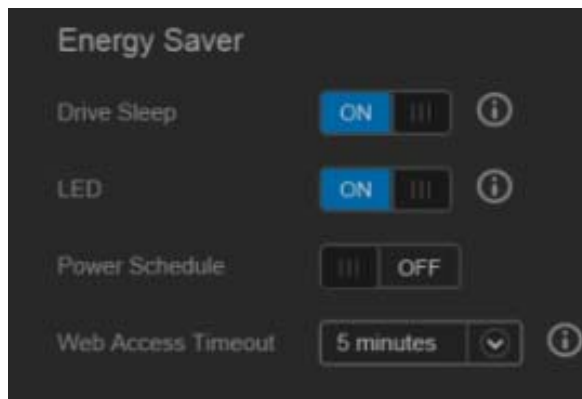 Energy Saver
Drive Sleep ON
LED ON
Power Schedule OFF
Web Access Timeout 5 minutes